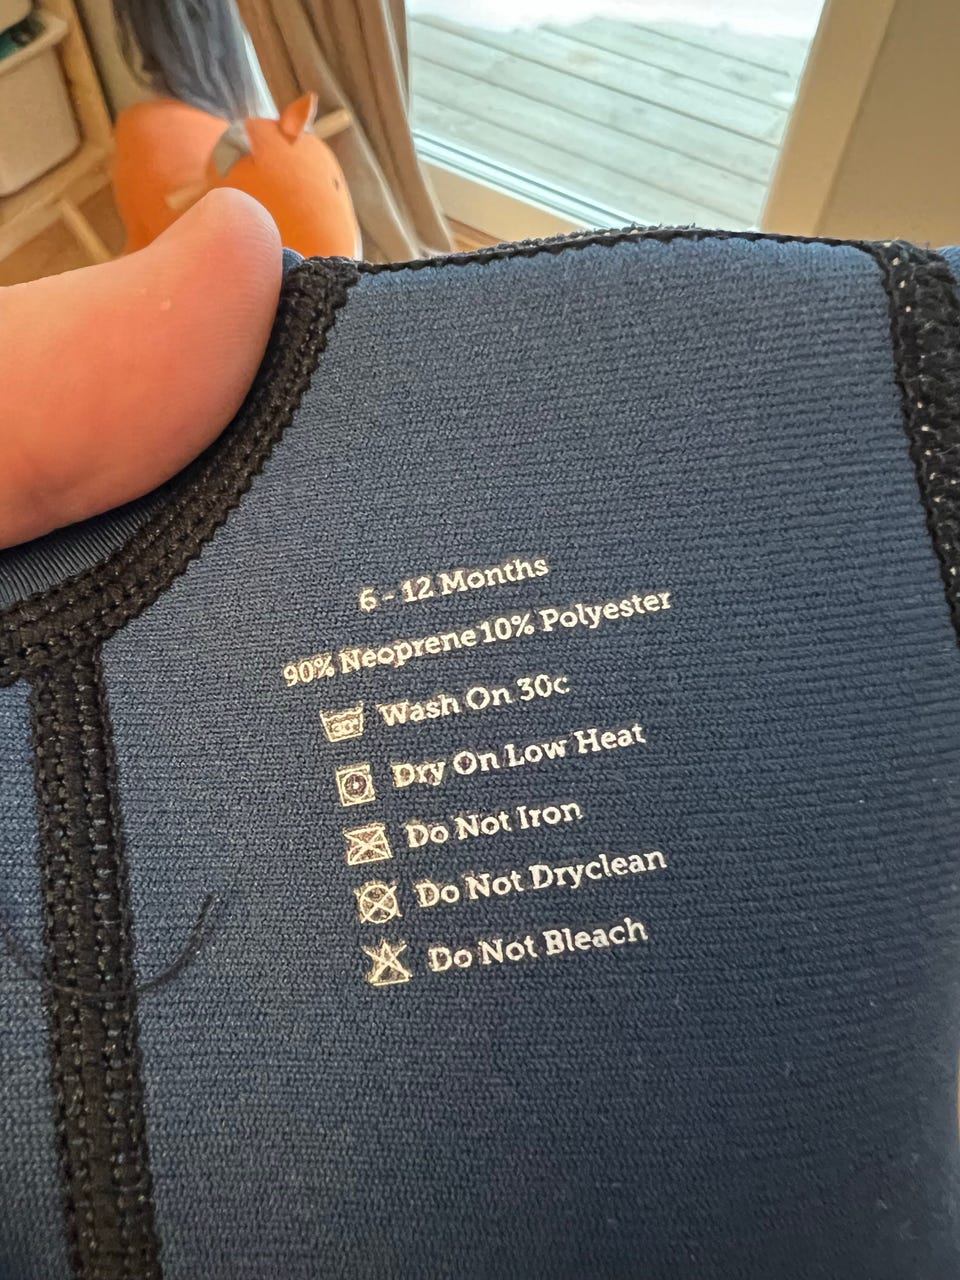 6 - 12 Months
90% Neoprene 10% Polyester
30° Wash On 30c
Dry On Low Heat
Do Not Iron
Do Not Dryclean
Do Not Bleach